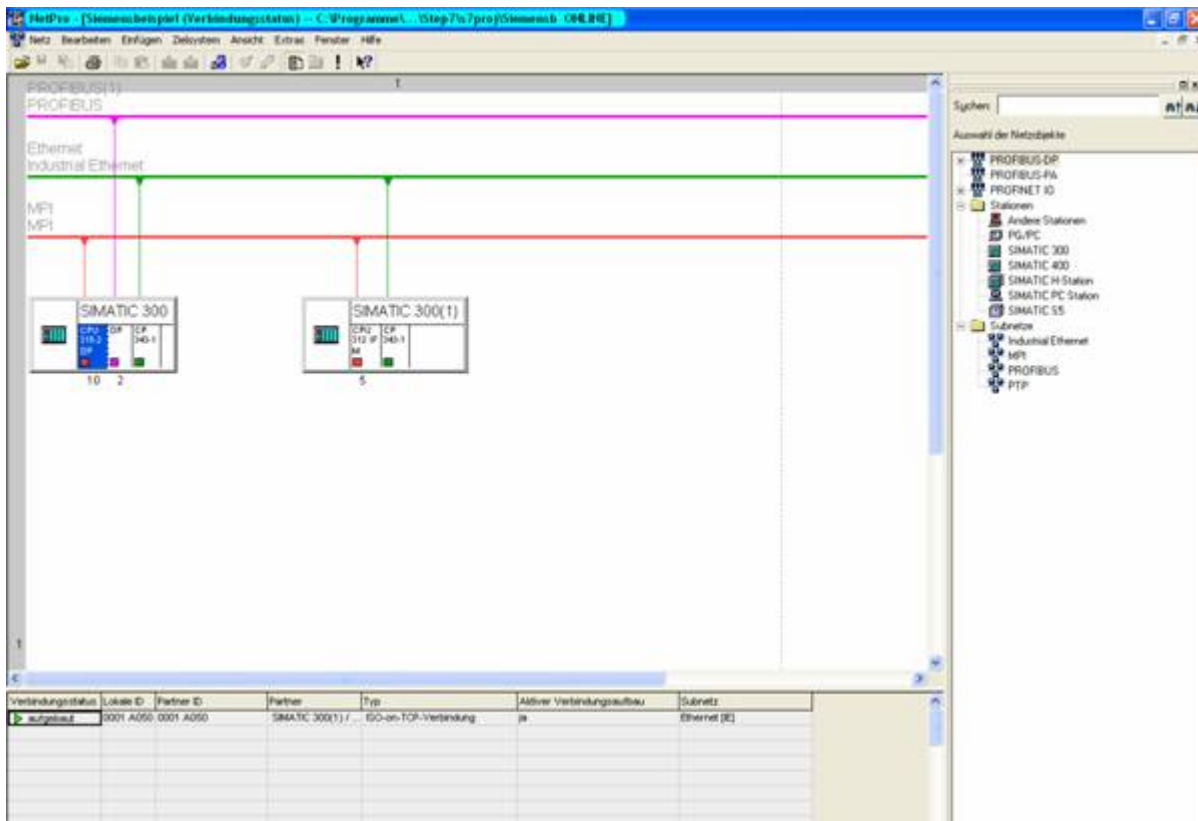 NetPro - [Siemensbeispiel (Verbindungsstatus) -- C:\Programme\...\Step7\s7proj\Siemensb ONLINE]
Netz Bearbeiten Einfügen Zielsystem Ansicht Extras Fenster Hilfe
1
PROFIBUS(1)
PROFIBUS
Ethernet
Industrial Ethernet
MPI
MPI
SIMATIC 300
CPU DP CP
343-1
DP
10 2
SIMATIC 300(1)
CPU CP
343-1
5
1
Suchen:
Auswahl der Netzobjekte
PROFIBUS-DP
PROFIBUS-PA
PROFINET IO
Stationen
Andere Stationen
PG/PC
SIMATIC 300
SIMATIC 400
SIMATIC H-Station
SIMATIC PC Station
SIMATIC S5
Subnetze
Industrial Ethernet
MPI
PROFIBUS
PTP
Verbindungsstatus Lokale ID Partner ID Partner Typ Aktiver Verbindungsaufbau Subnetz
aufgebaut 0001 A050 0001 A050 SIMATIC 300(1) / ... ISO-on-TCP-Verbindung ja Ethernet [IE]